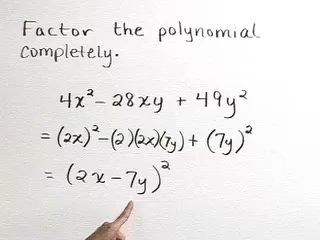 Factor the polynomial
completely.
4x² - 28xy + 49y²
= (2x)² - (2)(2x)(7y) + (7y)²
= (2x - 7y)²